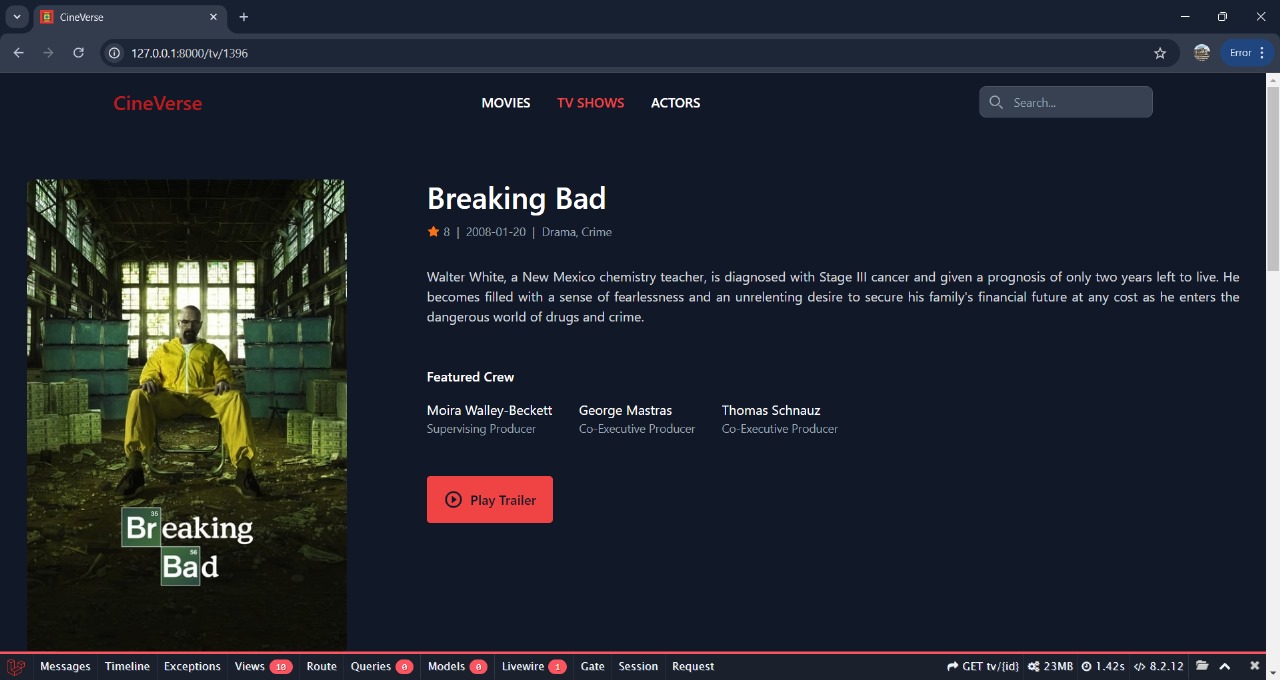 CineVerse
127.0.0.1:8000/tv/1396
Error
CineVerse
MOVIES TV SHOWS ACTORS
Search...
Breaking Bad
8 | 2008-01-20 | Drama, Crime
Walter White, a New Mexico chemistry teacher, is diagnosed with Stage III cancer and given a prognosis of only two years left to live. He
becomes filled with a sense of fearlessness and an unrelenting desire to secure his family's financial future at any cost as he enters the
dangerous world of drugs and crime.
Featured Crew
Moira Walley-Beckett George Mastras Thomas Schnauz
Supervising Producer Co-Executive Producer Co-Executive Producer
Play Trailer
35
Breaking
56
Bad
Messages Timeline Exceptions Views 10 Route Queries 0 Models 0 Livewire 1 Gate Session Request GET tv/{id} 23MB 1.42s 8.2.12